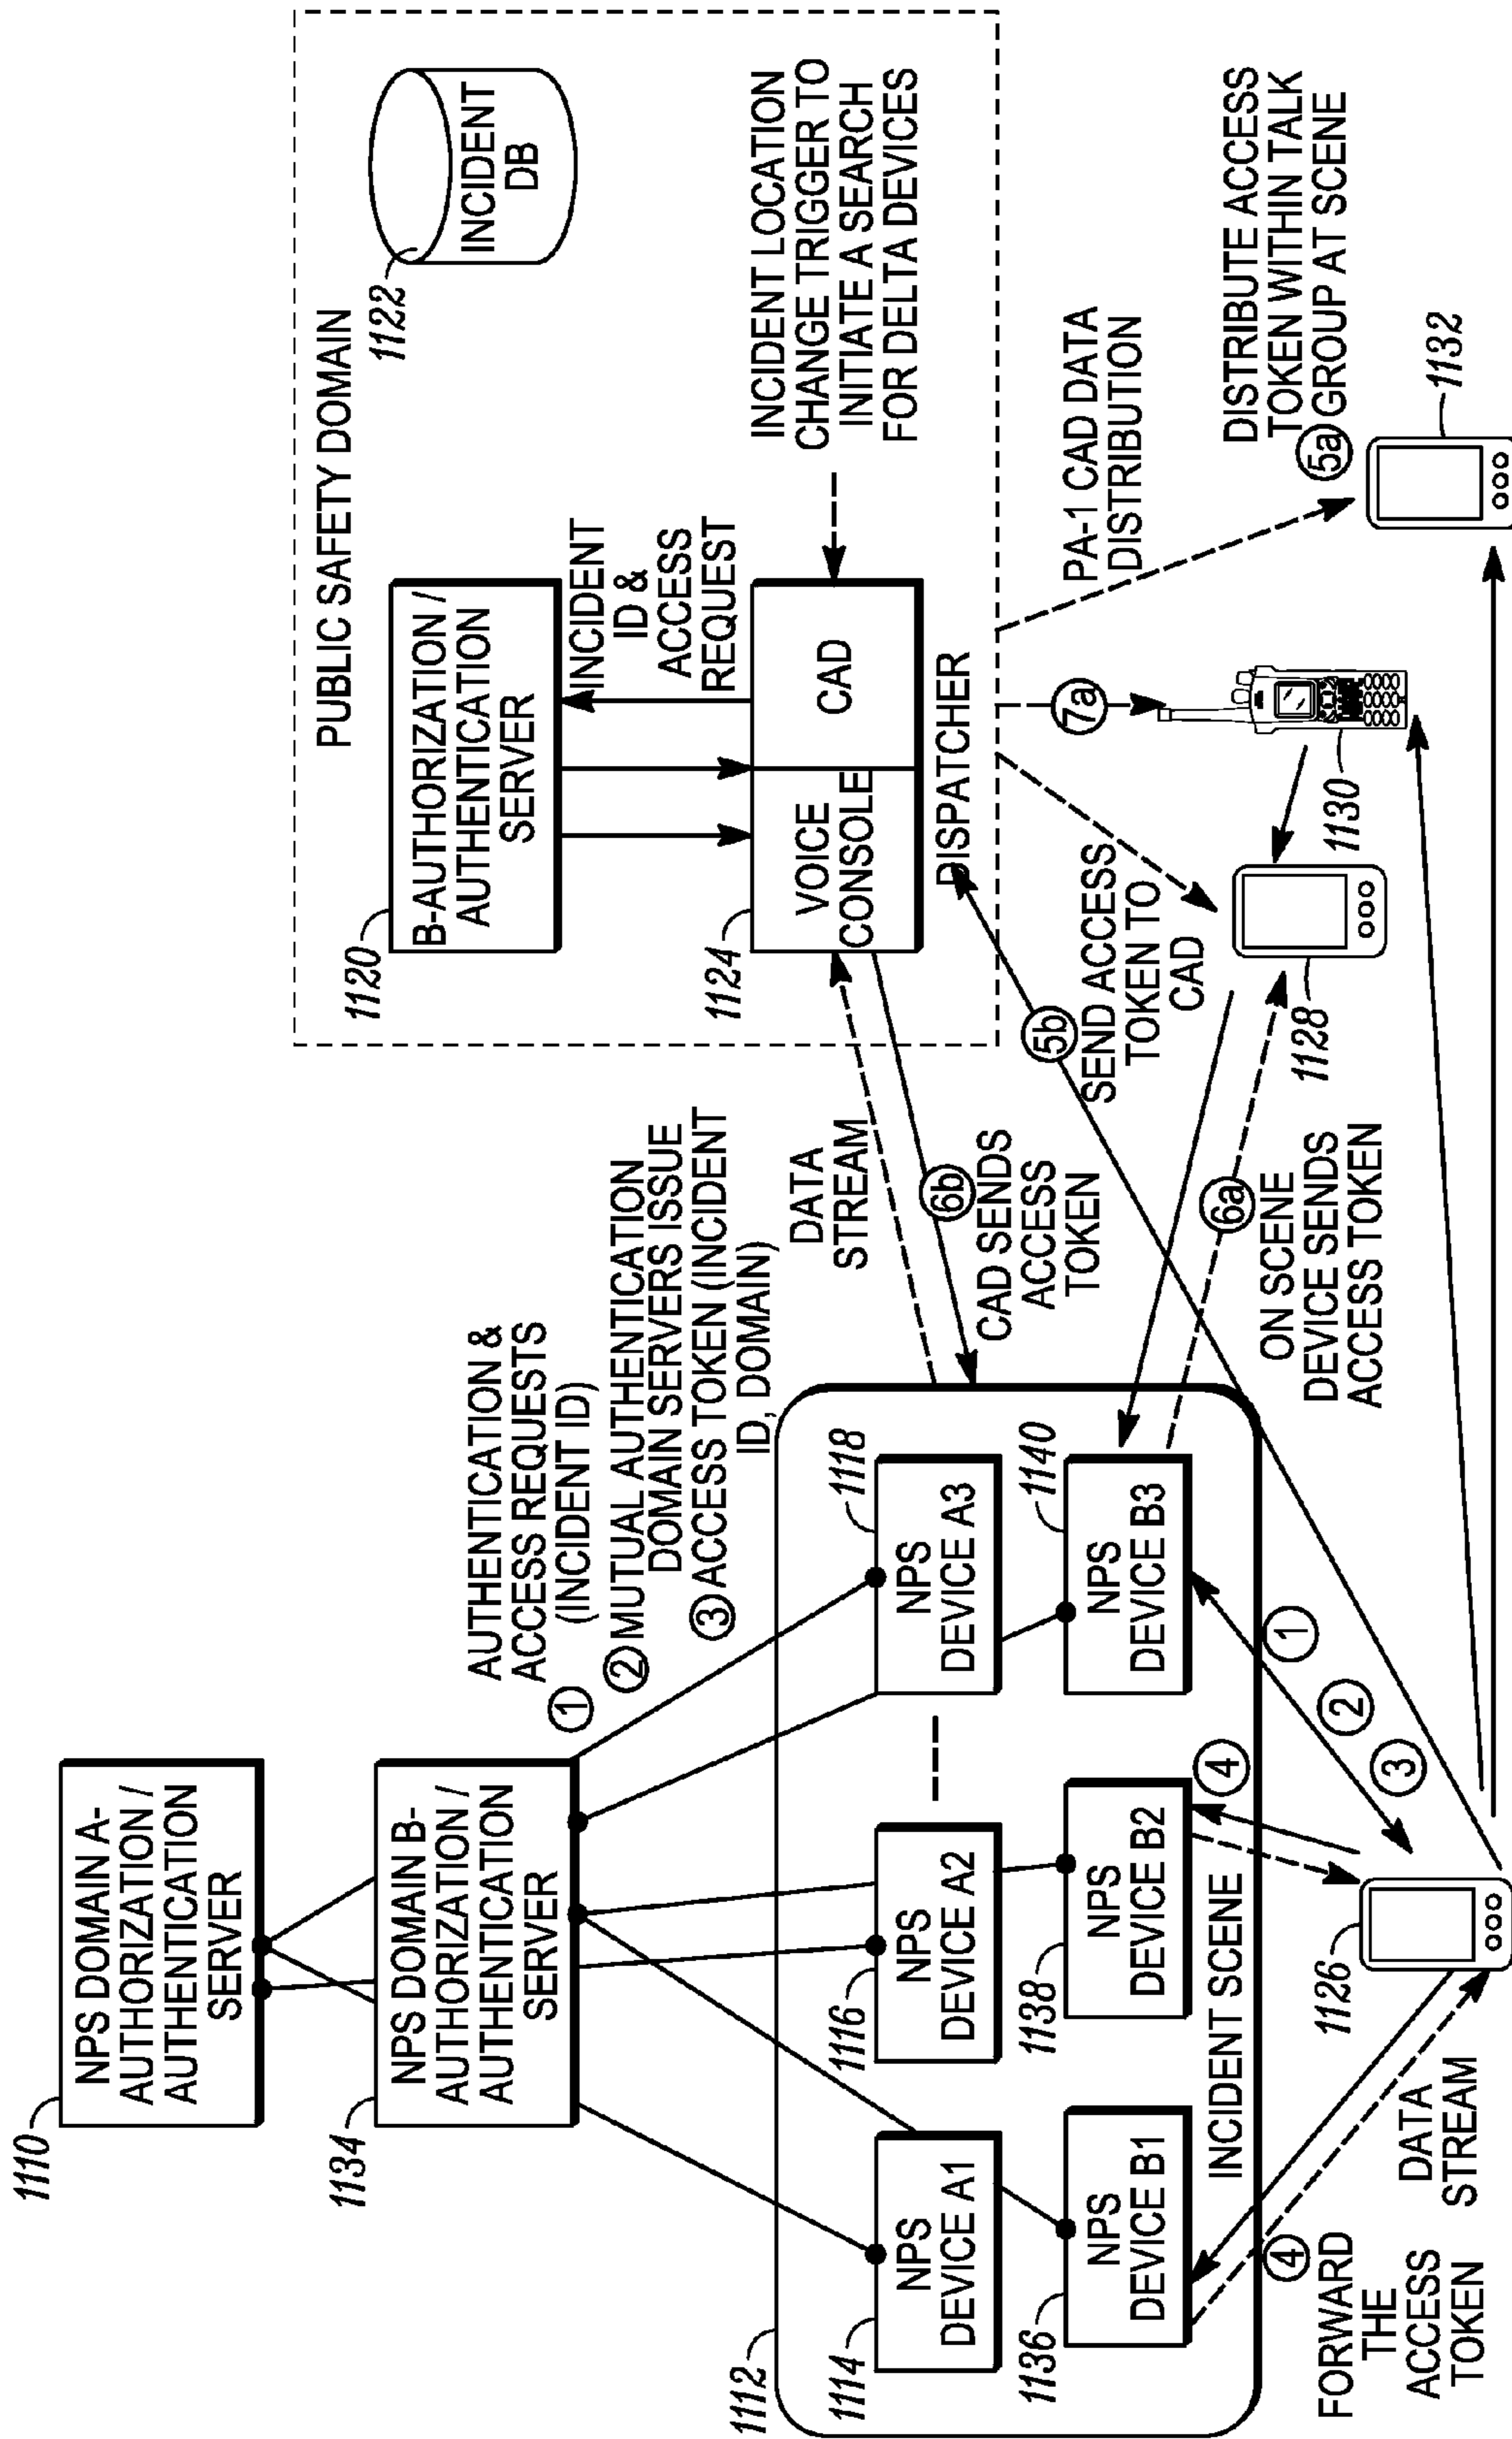 1110
NPS DOMAIN A-
AUTHORIZATION /
AUTHENTICATION
SERVER
1134
NPS DOMAIN B-
AUTHORIZATION /
AUTHENTICATION
SERVER
AUTHENTICATION &
ACCESS REQUESTS
(INCIDENT ID)
1
2 MUTUAL AUTHENTICATION
DOMAIN SERVERS ISSUE
3 ACCESS TOKEN (INCIDENT
ID, DOMAIN)
PUBLIC SAFETY DOMAIN
1120
B-AUTHORIZATION /
AUTHENTICATION
SERVER
1122
INCIDENT
DB
INCIDENT
ID &
ACCESS
REQUEST
1124
VOICE
CONSOLE
CAD
DISPATCHER
INCIDENT LOCATION
CHANGE TRIGGER TO
INITIATE A SEARCH
FOR DELTA DEVICES
DATA
STREAM
6b
CAD SENDS
ACCESS
TOKEN
1112
1114
NPS
DEVICE A1
1116
NPS
DEVICE A2
1118
NPS
DEVICE A3
1136
NPS
DEVICE B1
1138
NPS
DEVICE B2
1140
NPS
DEVICE B3
INCIDENT SCENE
4
1
2
3
4
FORWARD
THE
ACCESS
TOKEN
DATA
STREAM
1126
5b
SEND ACCESS
TOKEN TO
CAD
6a
ON SCENE
DEVICE SENDS
ACCESS TOKEN
1128
1130
7a
PA-1 CAD DATA
DISTRIBUTION
DISTRIBUTE ACCESS
TOKEN WITHIN TALK
5a GROUP AT SCENE
1132